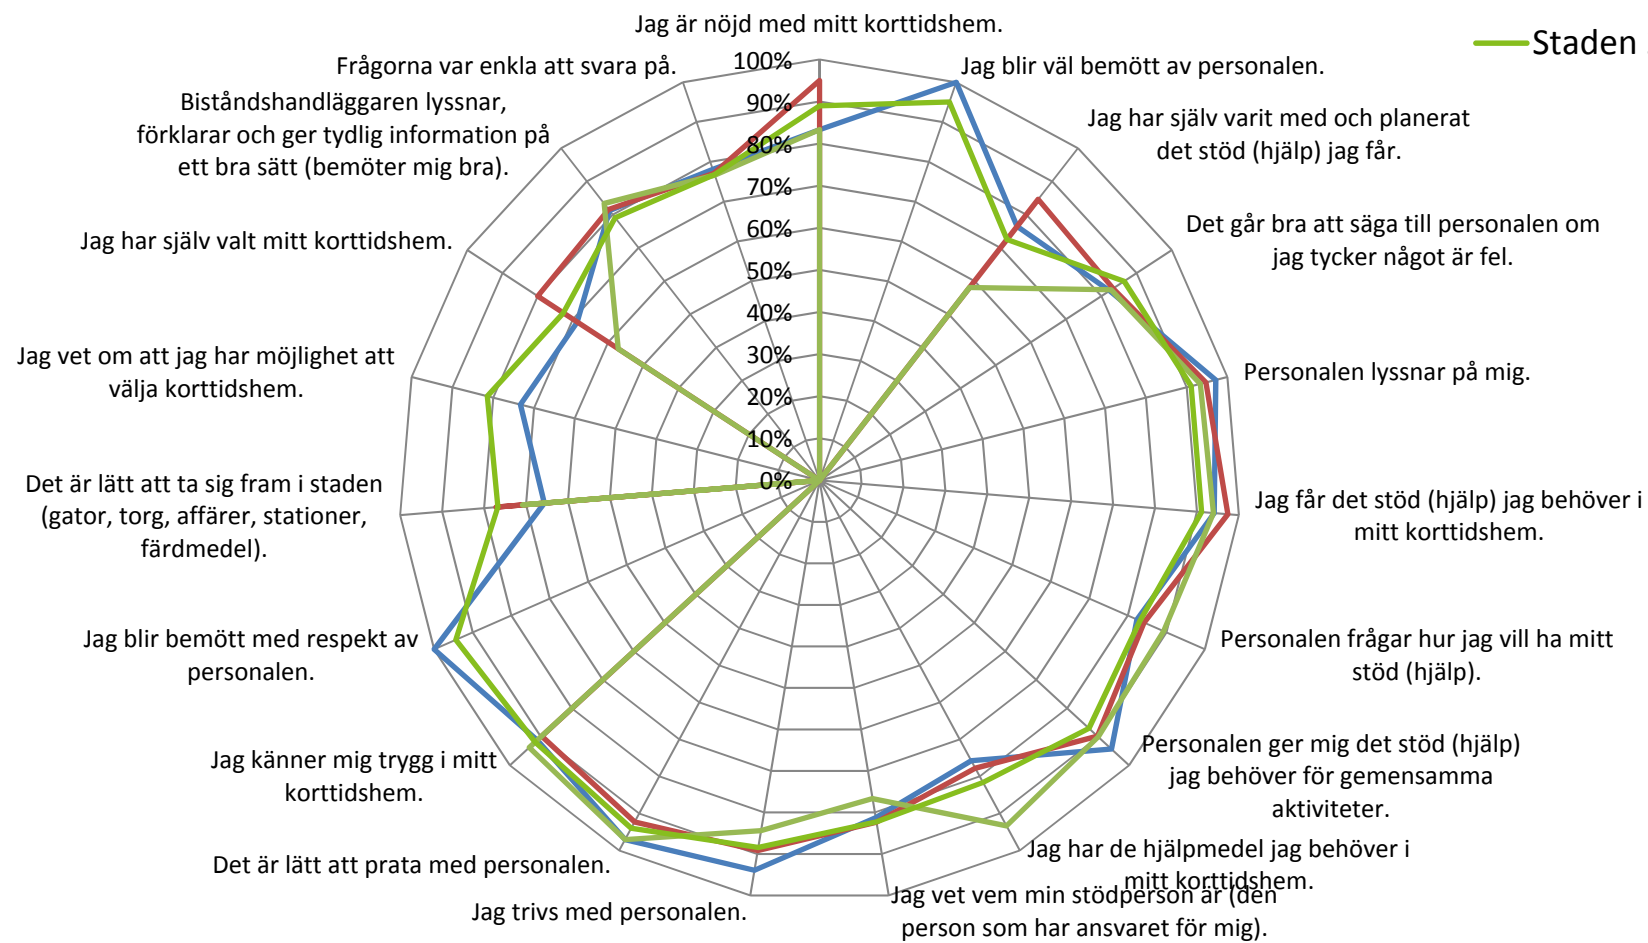 Jag är nöjd med mitt korttidshem.
Staden
Jag blir väl bemött av personalen.
Jag har själv varit med och planerat
det stöd (hjälp) jag får.
Det går bra att säga till personalen om
jag tycker något är fel.
Personalen lyssnar på mig.
Jag får det stöd (hjälp) jag behöver i
mitt korttidshem.
Personalen frågar hur jag vill ha mitt
stöd (hjälp).
Personalen ger mig det stöd (hjälp)
jag behöver för gemensamma
aktiviteter.
Jag har de hjälpmedel jag behöver i
mitt korttidshem.
Jag vet vem min stödperson är (den
person som har ansvaret för mig).
Jag trivs med personalen.
Det är lätt att prata med personalen.
Jag känner mig trygg i mitt
korttidshem.
Jag blir bemött med respekt av
personalen.
Det är lätt att ta sig fram i staden
(gator, torg, affärer, stationer,
färdmedel).
Jag vet om att jag har möjlighet att
välja korttidshem.
Jag har själv valt mitt korttidshem.
Biståndshandläggaren lyssnar,
förklarar och ger tydlig information på
ett bra sätt (bemöter mig bra).
Frågorna var enkla att svara på.
100%
90%
80%
70%
60%
50%
40%
30%
20%
10%
0%